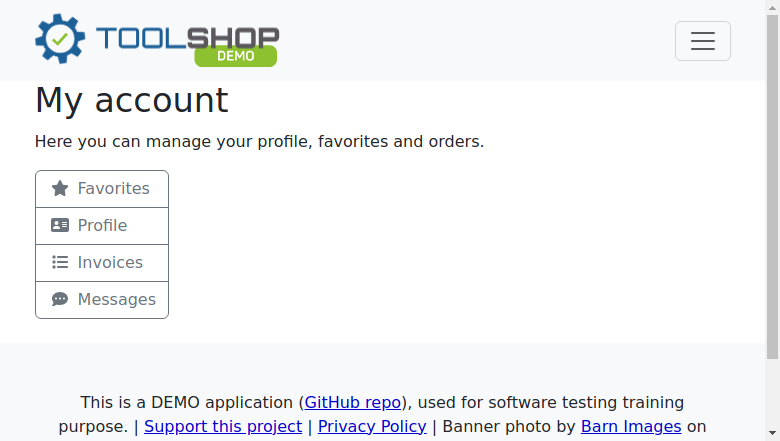 TOOLSHOP
DEMO
My account
Here you can manage your profile, favorites and orders.
Favorites
Profile
Invoices
Messages
This is a DEMO application (GitHub repo), used for software testing training
purpose. | Support this project | Privacy Policy | Banner photo by Barn Images on